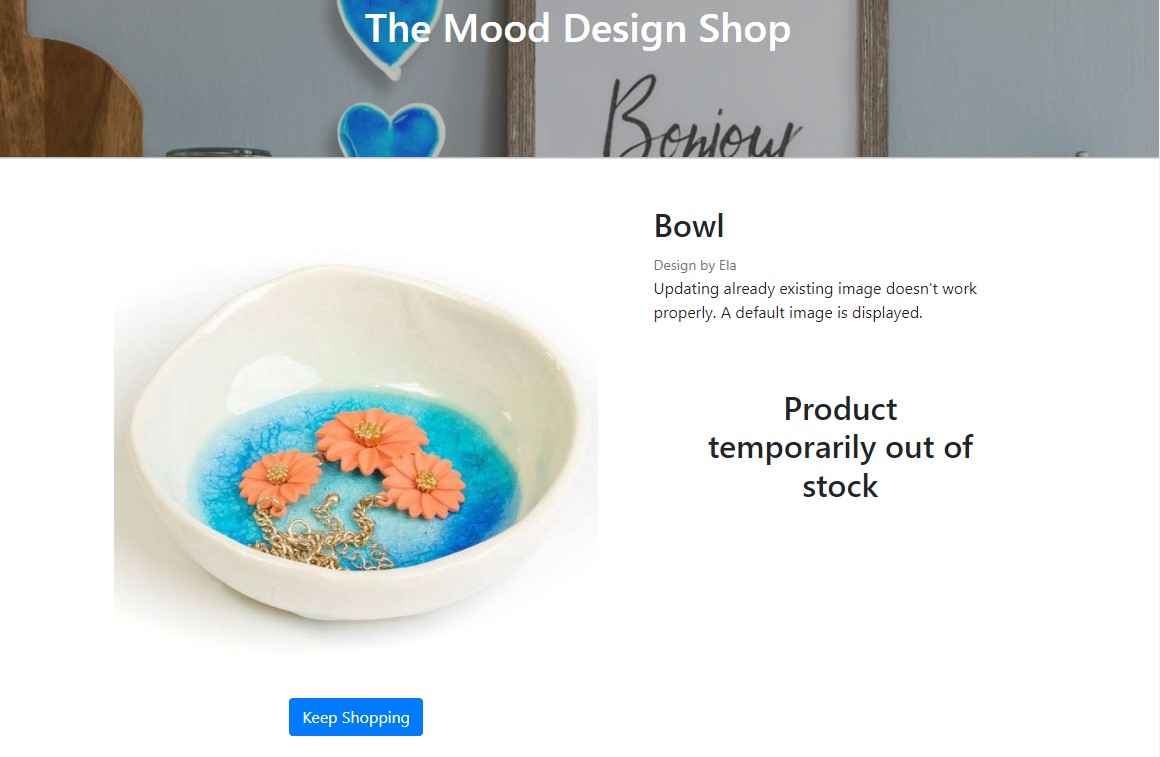 The Mood Design Shop
Bonjour
Bowl
Design by Ela
Updating already existing image doesn't work
properly. A default image is displayed.
Product
temporarily out of
stock
Keep Shopping